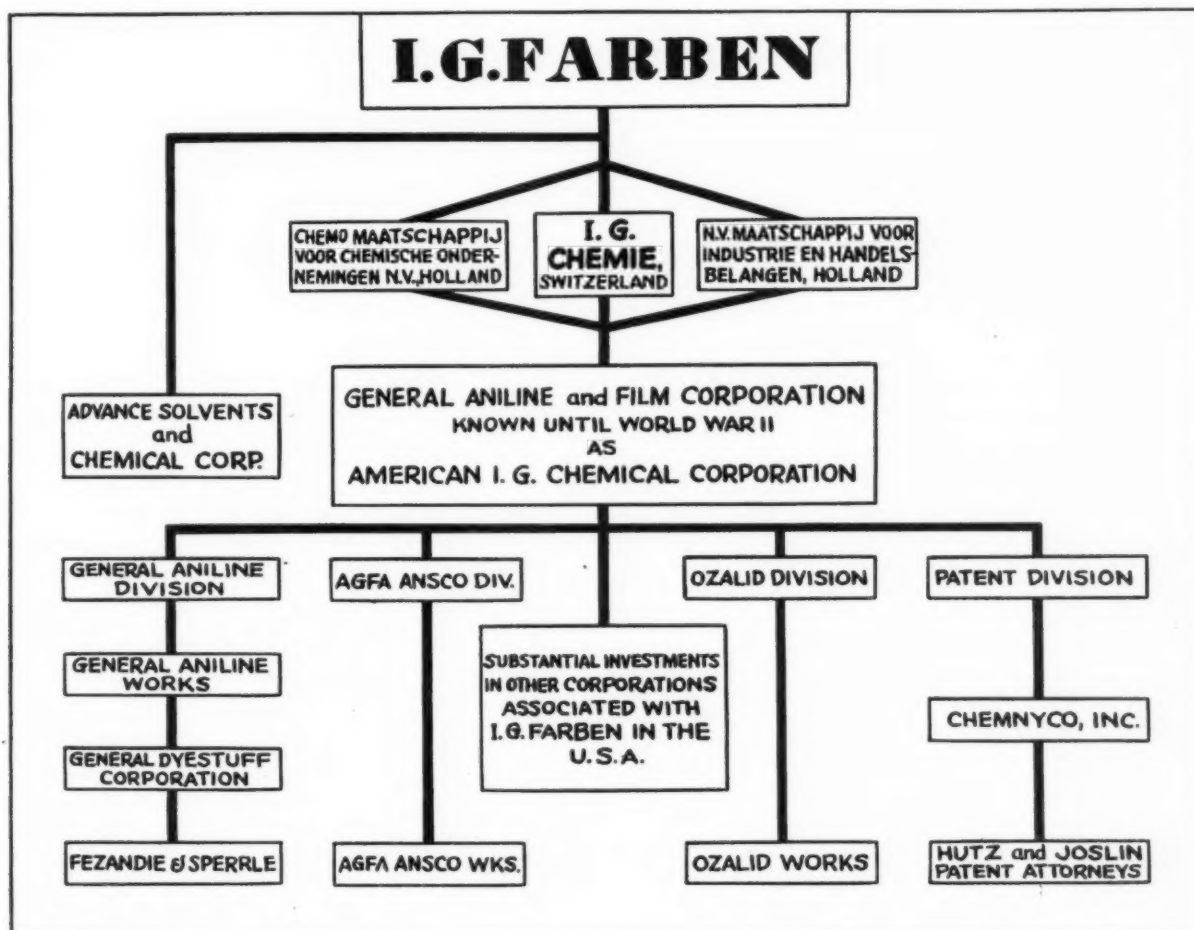 I.G.FARBEN
CHEMO MAATSCHAPPIJ
VOOR CHEMISCHE ONDER-
NEMINGEN N.V., HOLLAND
I. G.
CHEMIE,
SWITZERLAND
N.V. MAATSCHAPPIJ VOOR
INDUSTRIE EN HANDELS-
BELANGEN, HOLLAND
ADVANCE SOLVENTS
and
CHEMICAL CORP.
GENERAL ANILINE and FILM CORPORATION
KNOWN UNTIL WORLD WAR II
AS
AMERICAN I. G. CHEMICAL CORPORATION
GENERAL ANILINE
DIVISION
AGFA ANSCO DIV.
OZALID DIVISION
PATENT DIVISION
SUBSTANTIAL INVESTMENTS
IN OTHER CORPORATIONS
ASSOCIATED WITH
I.G. FARBEN IN THE
U.S.A.
GENERAL ANILINE
WORKS
CHEMNYCO, INC.
GENERAL DYESTUFF
CORPORATION
FEZANDIE & SPERRLE
AGFA ANSCO WKS.
OZALID WORKS
HUTZ and JOSLIN
PATENT ATTORNEYS